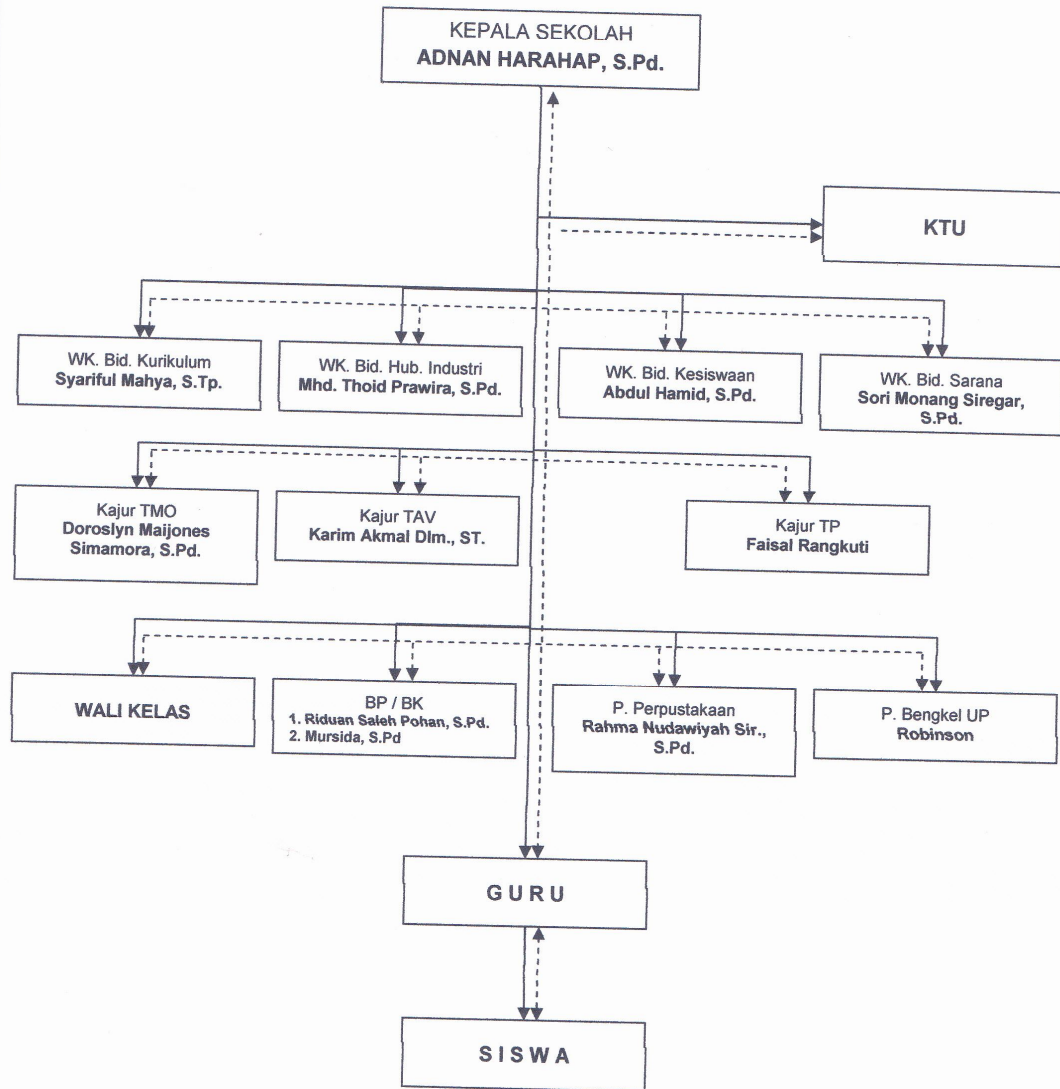 KEPALA SEKOLAH
ADNAN HARAHAP, S.Pd.
KTU
WK. Bid. Kurikulum
Syariful Mahya, S.Tp.
WK. Bid. Hub. Industri
Mhd. Thoid Prawira, S.Pd.
WK. Bid. Kesiswaan
Abdul Hamid, S.Pd.
WK. Bid. Sarana
Sori Monang Siregar,
S.Pd.
Kajur TMO
Doroslyn Maijones
Simamora, S.Pd.
Kajur TAV
Karim Akmal Dlm., ST.
Kajur TP
Faisal Rangkuti
WALI KELAS
BP / BK
1. Riduan Saleh Pohan, S.Pd.
2. Mursida, S.Pd
P. Perpustakaan
Rahma Nudawiyah Sir.,
S.Pd.
P. Bengkel UP
Robinson
G U R U
S I S W A